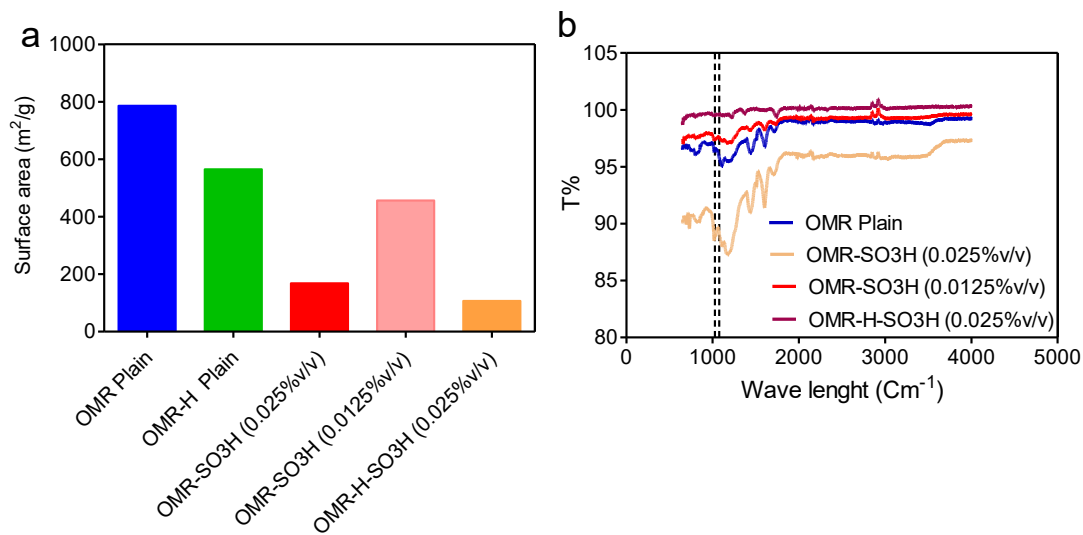 a
Surface area (m²/g)
1000
800
600
400
200
0
OMR Plain
OMR-H Plain
OMR-SO3H (0.025%v/v)
OMR-SO3H (0.0125%v/v)
OMR-H-SO3H (0.025%v/v)
b
T%
105
100
95
90
85
80
0
1000
2000
3000
4000
5000
Wave lenght (Cm⁻¹)
OMR Plain
OMR-SO3H (0.025%v/v)
OMR-SO3H (0.0125%v/v)
OMR-H-SO3H (0.025%v/v)